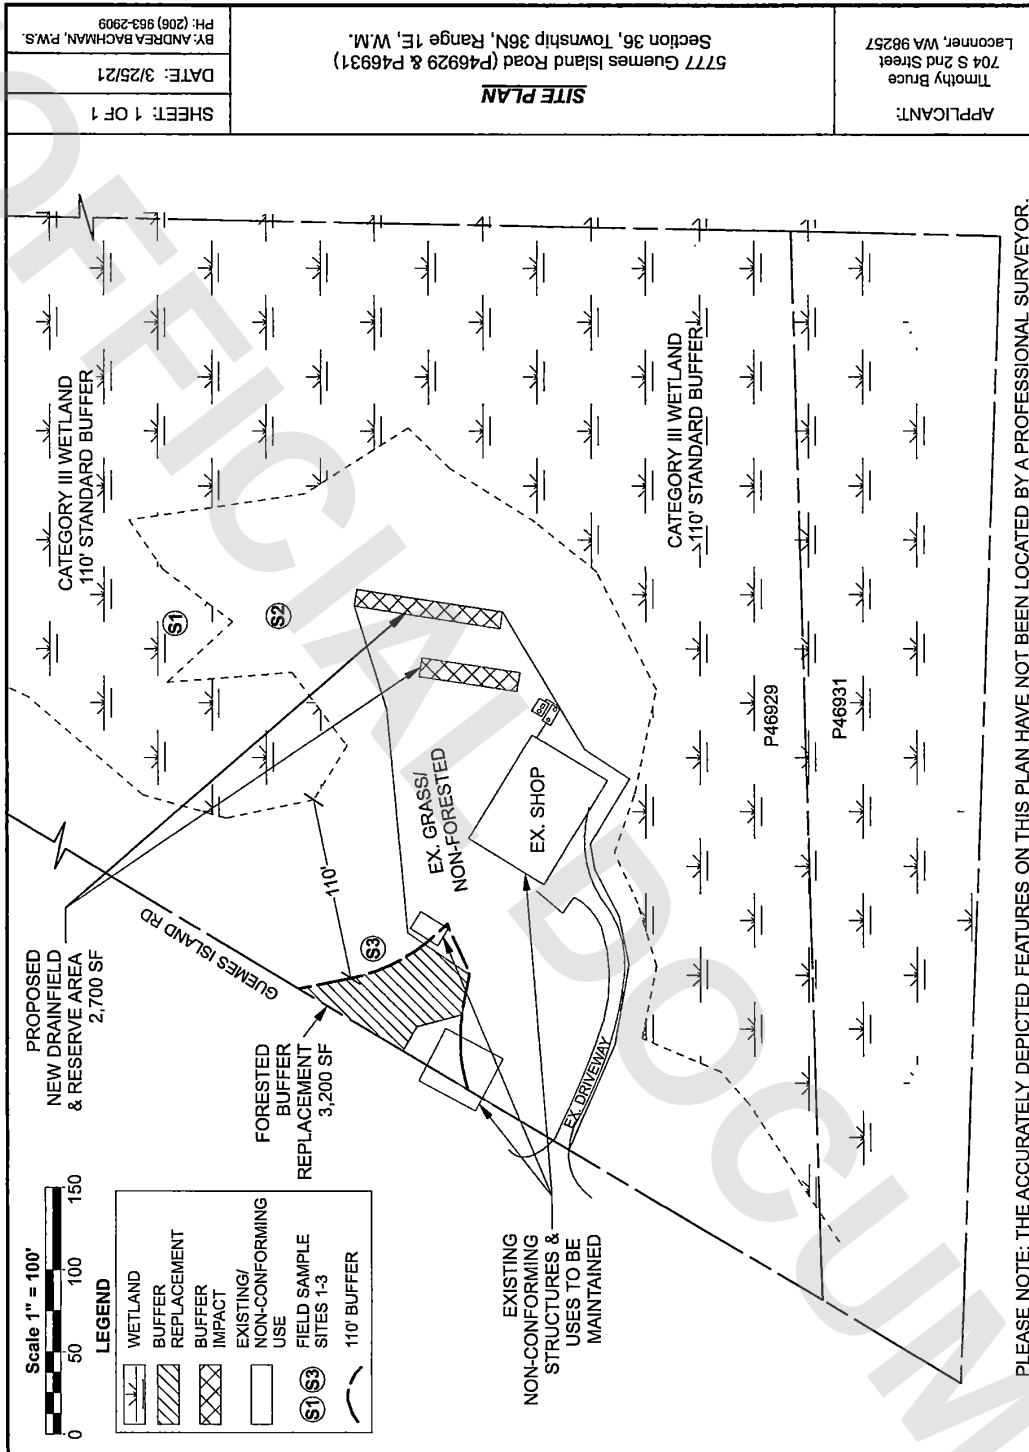 Scale 1" = 100'
0 50 100 150
LEGEND
WETLAND
BUFFER
REPLACEMENT
BUFFER
IMPACT
EXISTING/
NON-CONFORMING
USE
S1 S3
FIELD SAMPLE
SITES 1-3
110' BUFFER
PROPOSED
NEW DRAINFIELD
& RESERVE AREA
2,700 SF
GUEMES ISLAND RD
FORESTED
BUFFER
REPLACEMENT
3,200 SF
110'
S3
S1
S2
CATEGORY III WETLAND
110' STANDARD BUFFER
EX. GRASS/
NON-FORESTED
EX. SHOP
EX. DRIVEWAY
EXISTING
NON-CONFORMING
STRUCTURES &
USES TO BE
MAINTAINED
CATEGORY III WETLAND
110' STANDARD BUFFER
P46929
P46931
PLEASE NOTE: THE ACCURATELY DEPICTED FEATURES ON THIS PLAN HAVE NOT BEEN LOCATED BY A PROFESSIONAL SURVEYOR.
APPLICANT:
Timothy Bruce
704 S 2nd Street
Laconner, WA 98257
SITE PLAN
5777 Guemes Island Road (P46929 & P46931)
Section 36, Township 36N, Range 1E, W.M.
SHEET: 1 OF 1
DATE: 3/25/21
BY: ANDREA BACHMAN, P.W.S.
PH: (206) 963-2909
OFFICIAL DOCUM